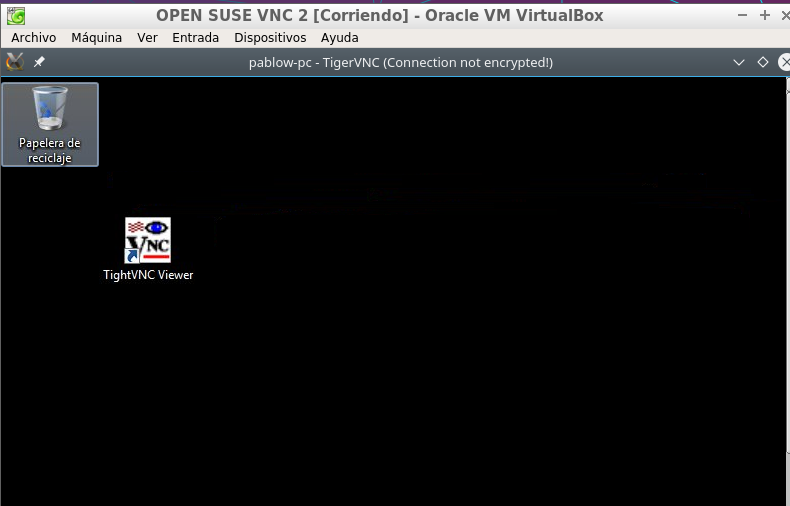 OPEN SUSE VNC 2 [Corriendo] - Oracle VM VirtualBox
Archivo Máquina Ver Entrada Dispositivos Ayuda
pablow-pc - TigerVNC (Connection not encrypted!)
Papelera de
reciclaje
VNC
TightVNC Viewer